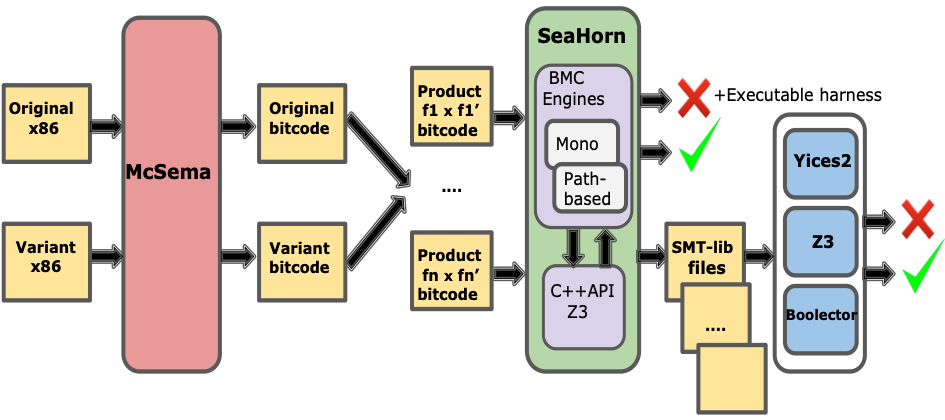 Original
x86
Variant
x86
McSema
Original
bitcode
Variant
bitcode
Product
f1 x f1’
bitcode
....
Product
fn x fn’
bitcode
SeaHorn
BMC
Engines
Mono
Path-
based
C++API
Z3
+Executable harness
SMT-lib
files
....
Yices2
Z3
Boolector